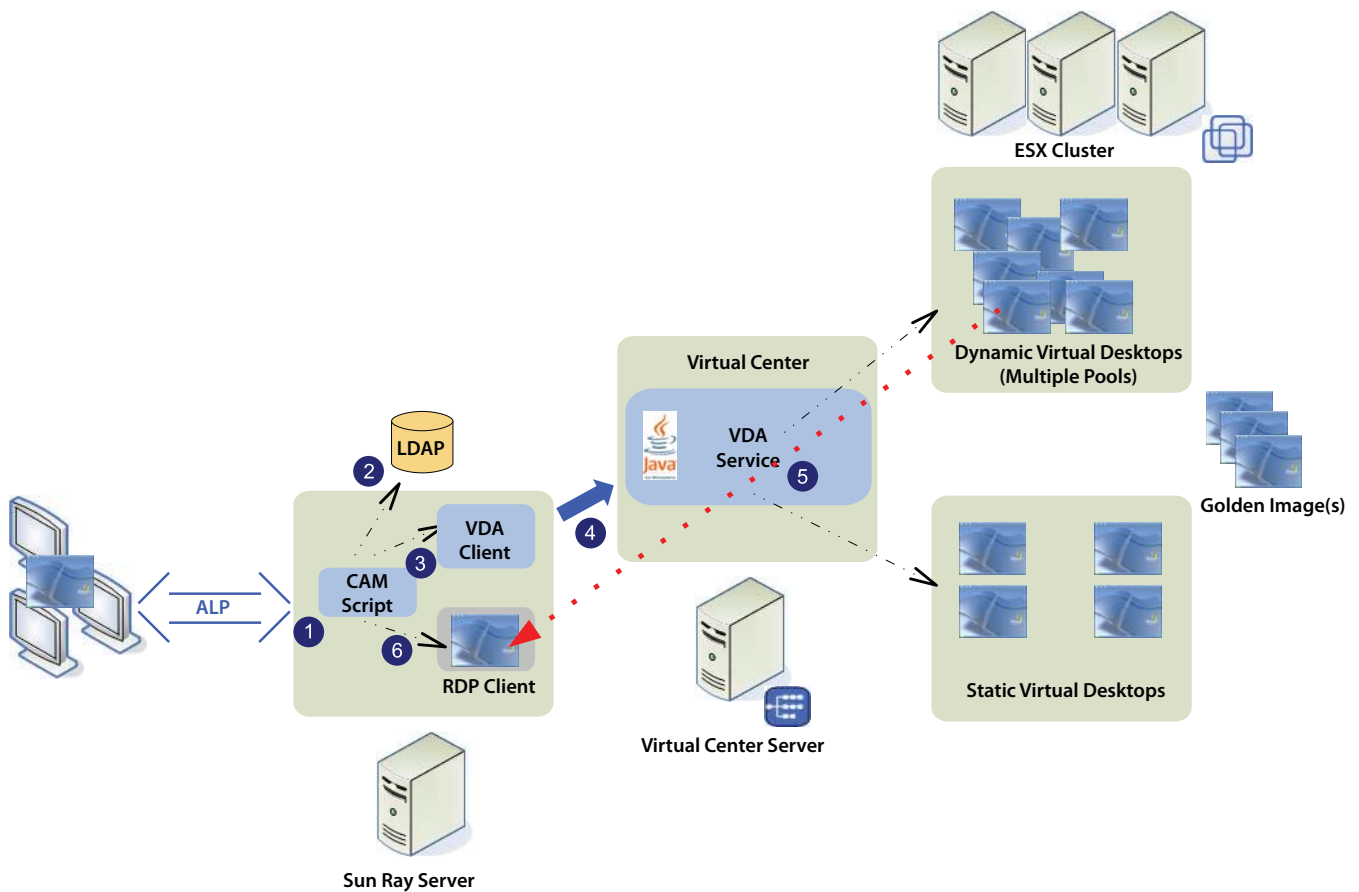 ESX Cluster
Dynamic Virtual Desktops
(Multiple Pools)
Virtual Center
VDA
Service
Java
5
LDAP
2
Golden Image(s)
4
VDA
Client
3
CAM
Script
ALP
1
6
RDP Client
Static Virtual Desktops
Virtual Center Server
Sun Ray Server